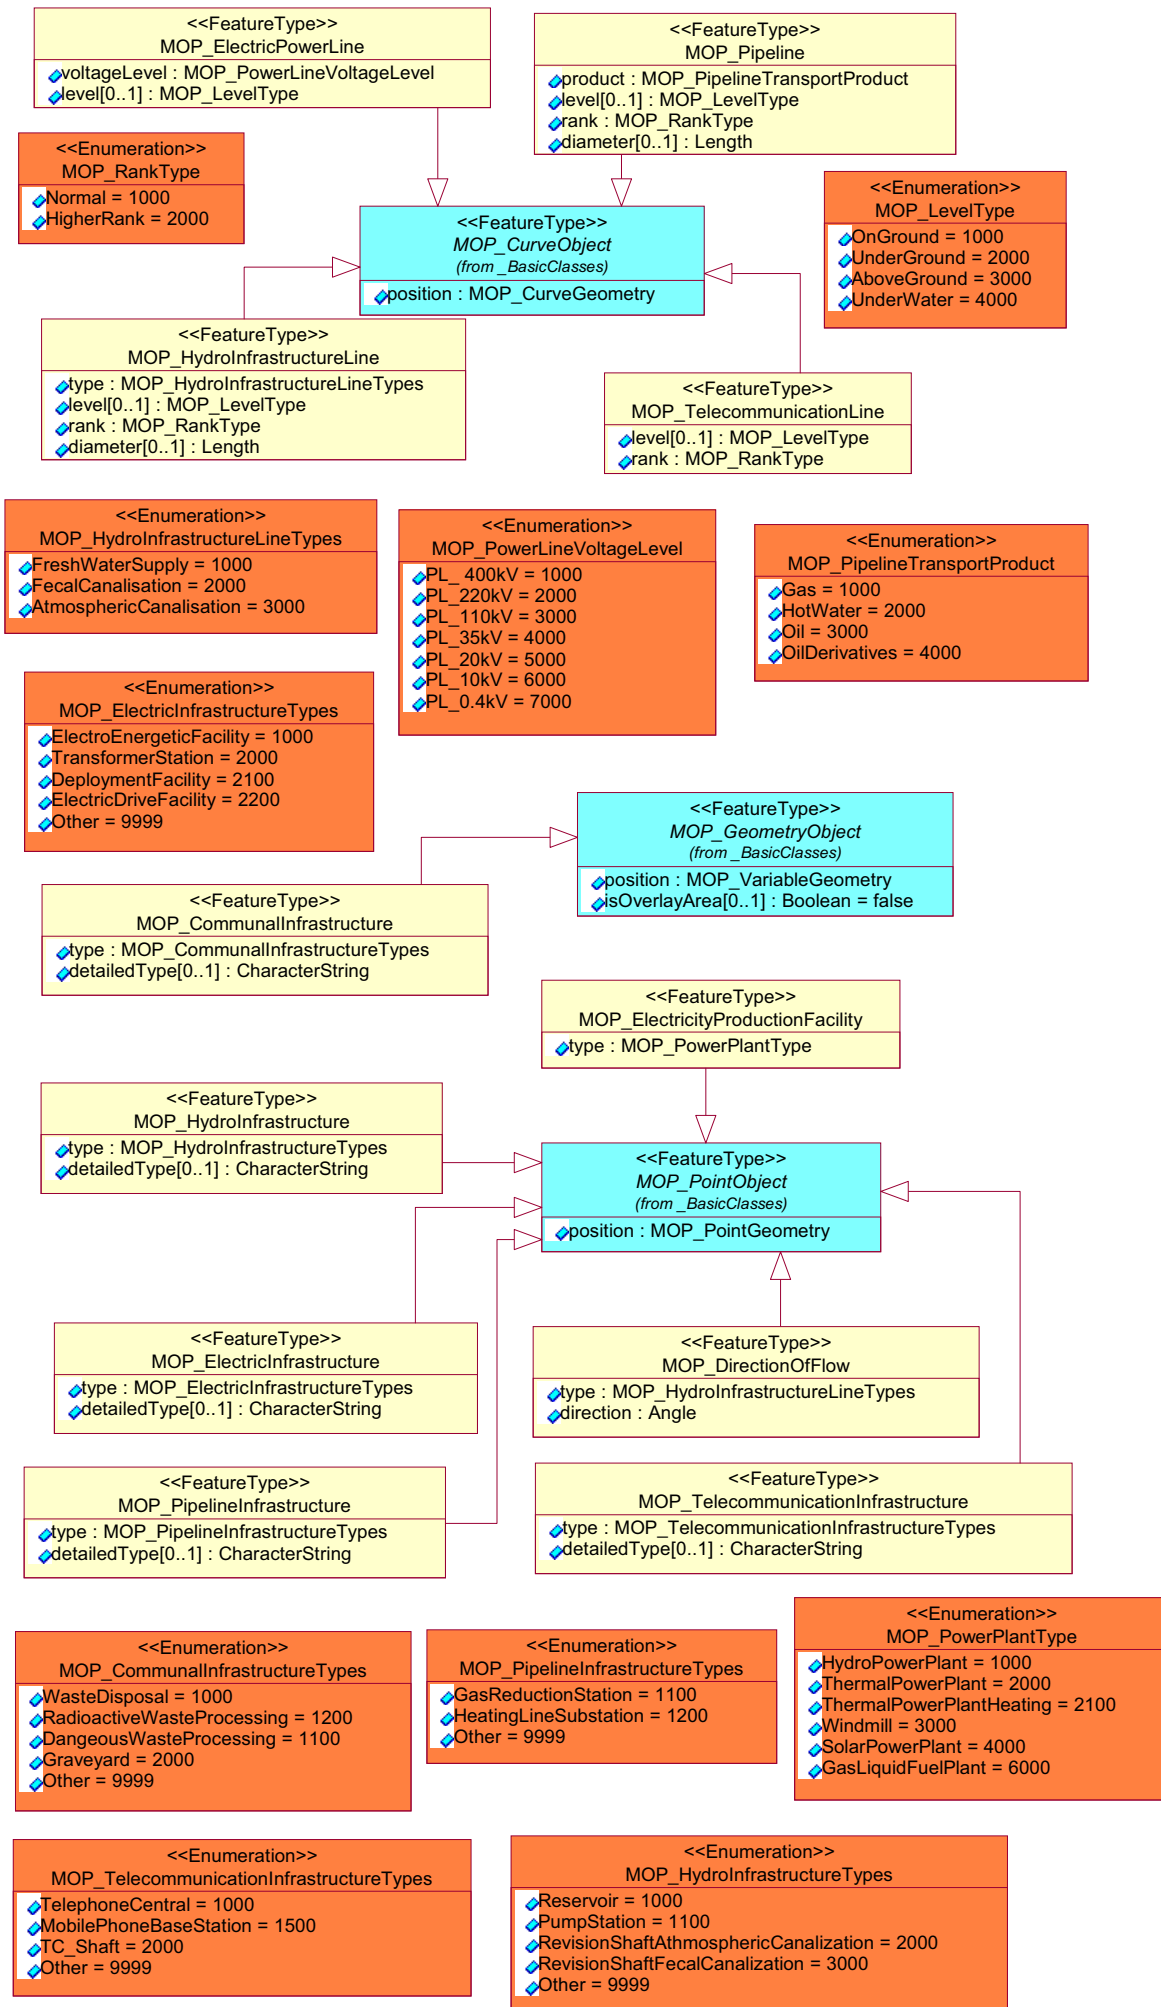 <<FeatureType>>
MOP_ElectricPowerLine
voltageLevel : MOP_PowerLineVoltageLevel
level[0..1] : MOP_LevelType
<<FeatureType>>
MOP_Pipeline
product : MOP_PipelineTransportProduct
level[0..1] : MOP_LevelType
rank : MOP_RankType
diameter[0..1] : Length
<<Enumeration>>
MOP_RankType
Normal = 1000
HigherRank = 2000
<<FeatureType>>
MOP_CurveObject
(from _BasicClasses)
position : MOP_CurveGeometry
<<Enumeration>>
MOP_LevelType
OnGround = 1000
UnderGround = 2000
AboveGround = 3000
UnderWater = 4000
<<FeatureType>>
MOP_HydroInfrastructureLine
type : MOP_HydroInfrastructureLineTypes
level[0..1] : MOP_LevelType
rank : MOP_RankType
diameter[0..1] : Length
<<FeatureType>>
MOP_TelecommunicationLine
level[0..1] : MOP_LevelType
rank : MOP_RankType
<<Enumeration>>
MOP_HydroInfrastructureLineTypes
FreshWaterSupply = 1000
FecalCanalisation = 2000
AtmosphericCanalisation = 3000
<<Enumeration>>
MOP_PowerLineVoltageLevel
PL_ 400kV = 1000
PL_220kV = 2000
PL_110kV = 3000
PL_35kV = 4000
PL_20kV = 5000
PL_10kV = 6000
PL_0.4kV = 7000
<<Enumeration>>
MOP_PipelineTransportProduct
Gas = 1000
HotWater = 2000
Oil = 3000
OilDerivatives = 4000
<<Enumeration>>
MOP_ElectricInfrastructureTypes
ElectroEnergeticFacility = 1000
TransformerStation = 2000
DeploymentFacility = 2100
ElectricDriveFacility = 2200
Other = 9999
<<FeatureType>>
MOP_GeometryObject
(from _BasicClasses)
position : MOP_VariableGeometry
isOverlayArea[0..1] : Boolean = false
<<FeatureType>>
MOP_CommunalInfrastructure
type : MOP_CommunalInfrastructureTypes
detailedType[0..1] : CharacterString
<<FeatureType>>
MOP_ElectricityProductionFacility
type : MOP_PowerPlantType
<<FeatureType>>
MOP_HydroInfrastructure
type : MOP_HydroInfrastructureTypes
detailedType[0..1] : CharacterString
<<FeatureType>>
MOP_PointObject
(from _BasicClasses)
position : MOP_PointGeometry
<<FeatureType>>
MOP_ElectricInfrastructure
type : MOP_ElectricInfrastructureTypes
detailedType[0..1] : CharacterString
<<FeatureType>>
MOP_DirectionOfFlow
type : MOP_HydroInfrastructureLineTypes
direction : Angle
<<FeatureType>>
MOP_PipelineInfrastructure
type : MOP_PipelineInfrastructureTypes
detailedType[0..1] : CharacterString
<<FeatureType>>
MOP_TelecommunicationInfrastructure
type : MOP_TelecommunicationInfrastructureTypes
detailedType[0..1] : CharacterString
<<Enumeration>>
MOP_CommunalInfrastructureTypes
WasteDisposal = 1000
RadioactiveWasteProcessing = 1200
DangeousWasteProcessing = 1100
Graveyard = 2000
Other = 9999
<<Enumeration>>
MOP_PipelineInfrastructureTypes
GasReductionStation = 1100
HeatingLineSubstation = 1200
Other = 9999
<<Enumeration>>
MOP_PowerPlantType
HydroPowerPlant = 1000
ThermalPowerPlant = 2000
ThermalPowerPlantHeating = 2100
Windmill = 3000
SolarPowerPlant = 4000
GasLiquidFuelPlant = 6000
<<Enumeration>>
MOP_TelecommunicationInfrastructureTypes
TelephoneCentral = 1000
MobilePhoneBaseStation = 1500
TC_Shaft = 2000
Other = 9999
<<Enumeration>>
MOP_HydroInfrastructureTypes
Reservoir = 1000
PumpStation = 1100
RevisionShaftAthmosphericCanalization = 2000
RevisionShaftFecalCanalization = 3000
Other = 9999